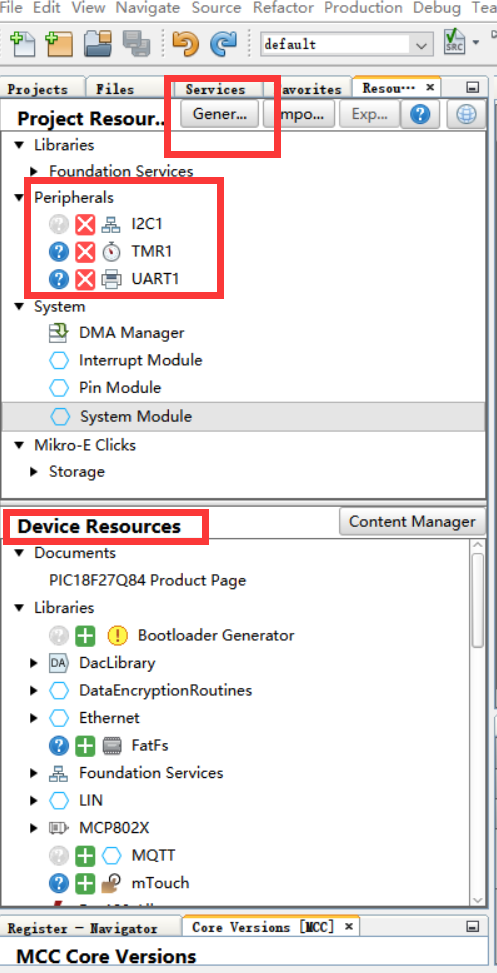 File Edit View Navigate Source Refactor Production Debug Tea
default
SRC
Projects Files Services avorites Resou···
Project Resour... Gener... mpo... Exp...
Libraries
Foundation Services
Peripherals
I2C1
TMR1
UART1
System
DMA Manager
Interrupt Module
Pin Module
System Module
Mikro-E Clicks
Storage
Device Resources Content Manager
Documents
PIC18F27Q84 Product Page
Libraries
Bootloader Generator
DA DacLibrary
DataEncryptionRoutines
Ethernet
FatFs
Foundation Services
LIN
MCP802X
MQTT
mTouch
Register - Navigator Core Versions [MCC]
MCC Core Versions